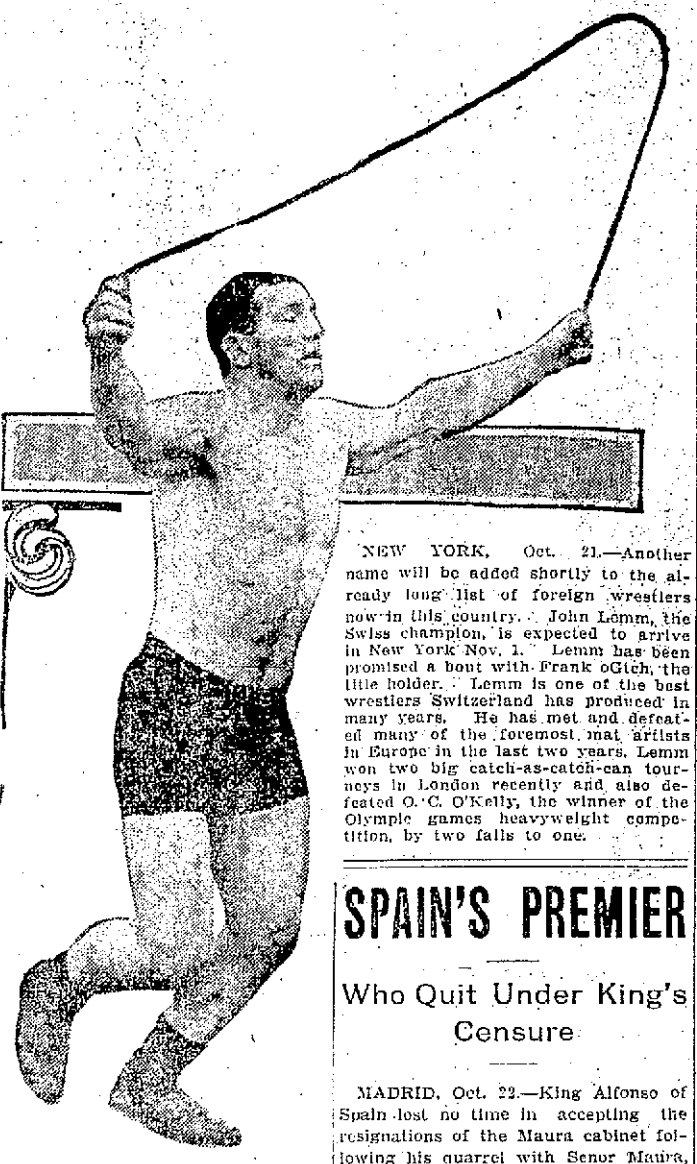 NEW YORK, Oct. 21.—Another
name will be added shortly to the al-
ready long list of foreign wrestlers
now in this country. John Lemm, the
Swiss champion, is expected to arrive
in New York Nov. 1. Lemm has been
promised a bout with Frank oGtch, the
title holder. Lemm is one of the best
wrestlers Switzerland has produced in
many years. He has met and defeat-
ed many of the foremost mat artists
in Europe in the last two years. Lemm
won two big catch-as-catch-can tour-
neys in London recently and also de-
feated O. C. O'Kelly, the winner of the
Olympic games heavyweight compe-
tition, by two falls to one.
SPAIN'S PREMIER
Who Quit Under King's
Censure
MADRID, Oct. 22.—King Alfonso of
Spain lost no time in accepting the
resignations of the Maura cabinet fol-
lowing his quarrel with Senor Maura,